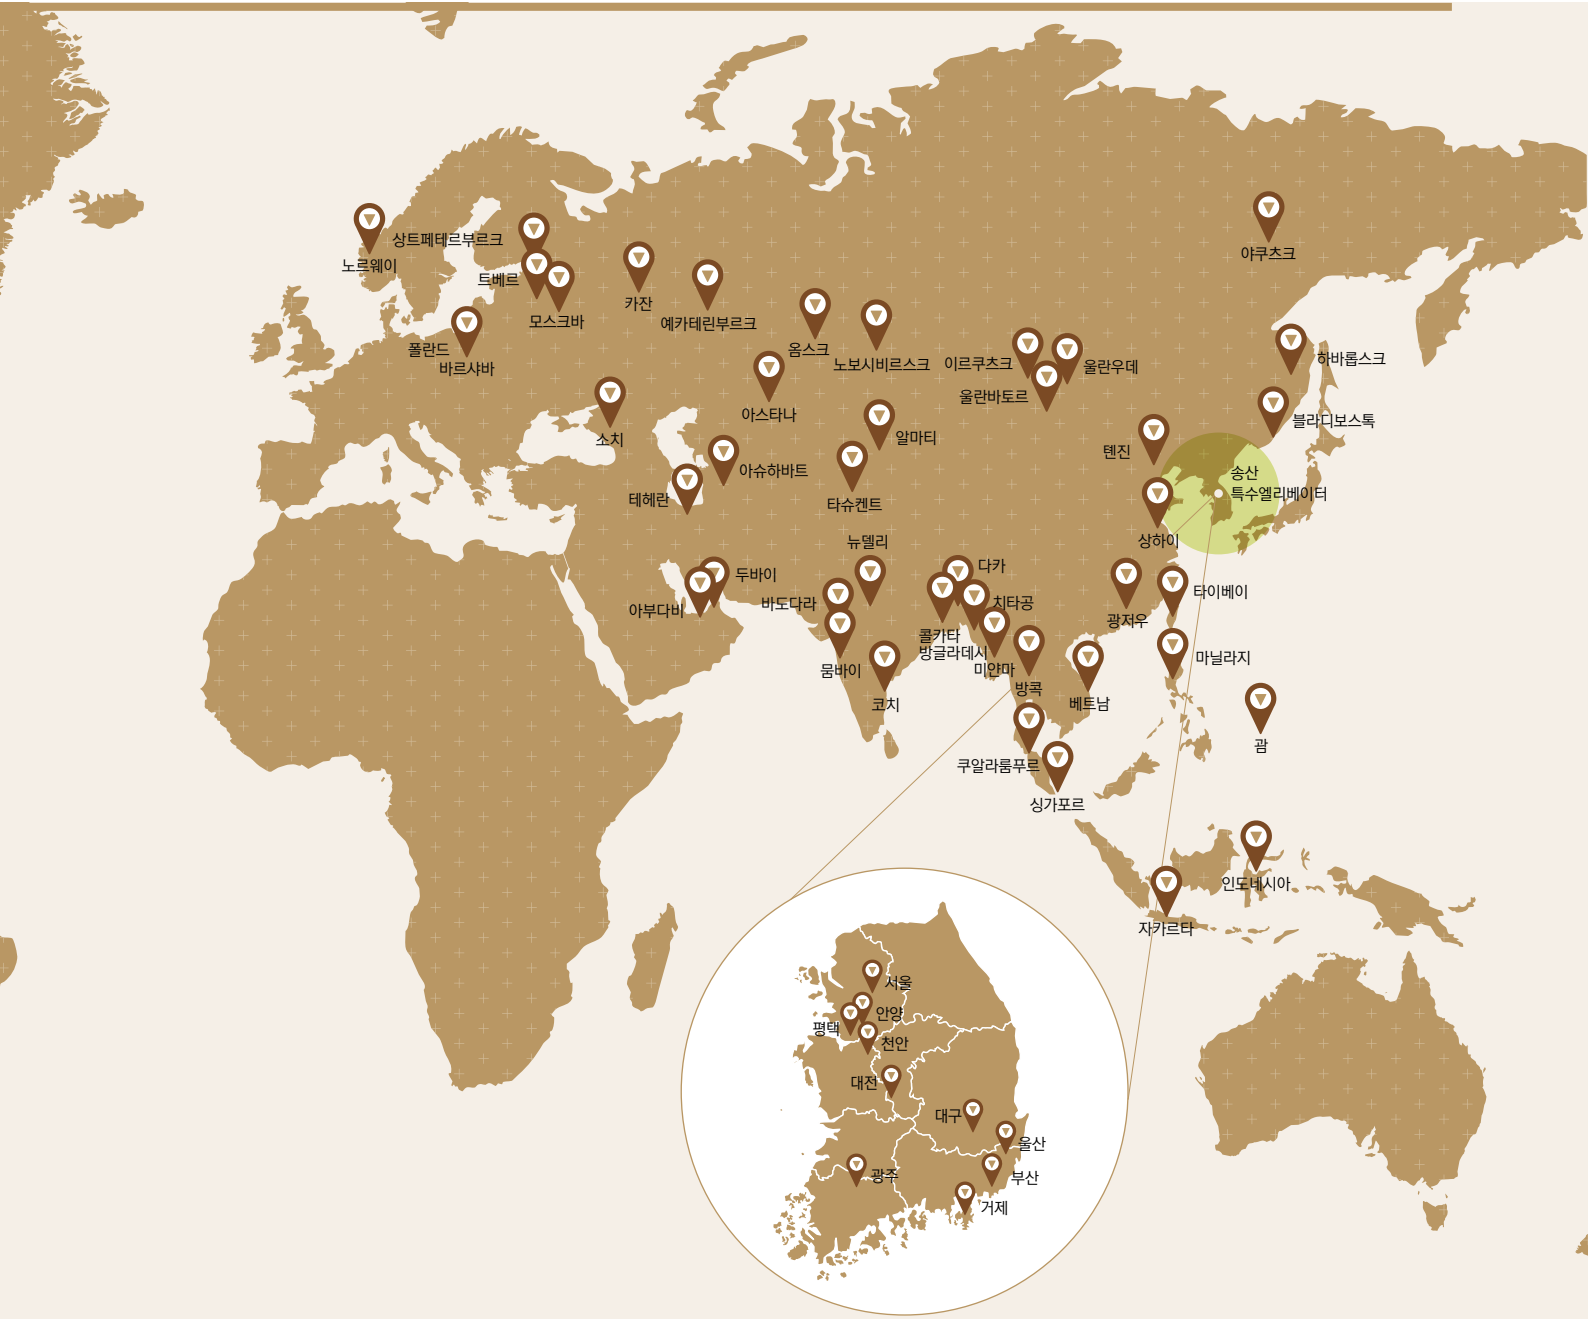 야쿠츠크
상트페테르부르크
노르웨이
트베르
카잔
모스크바
예카테린부르크
폴란드
바르샤바
옴스크
노보시비르스크
이르쿠츠크
울란우데
하바롭스크
울란바토르
아스타나
블라디보스톡
소치
알마티
톈진
아슈하바트
송산
특수엘리베이터
테헤란
타슈켄트
상하이
뉴델리
두바이
다카
타이베이
아부다비
바도다라
치타공
광저우
콜카타
방글라데시
뭄바이
미얀마
마닐라지
방콕
코치
베트남
괌
쿠알라룸푸르
싱가포르
인도네시아
자카르타
서울
안양
평택
천안
대전
대구
울산
광주
부산
거제